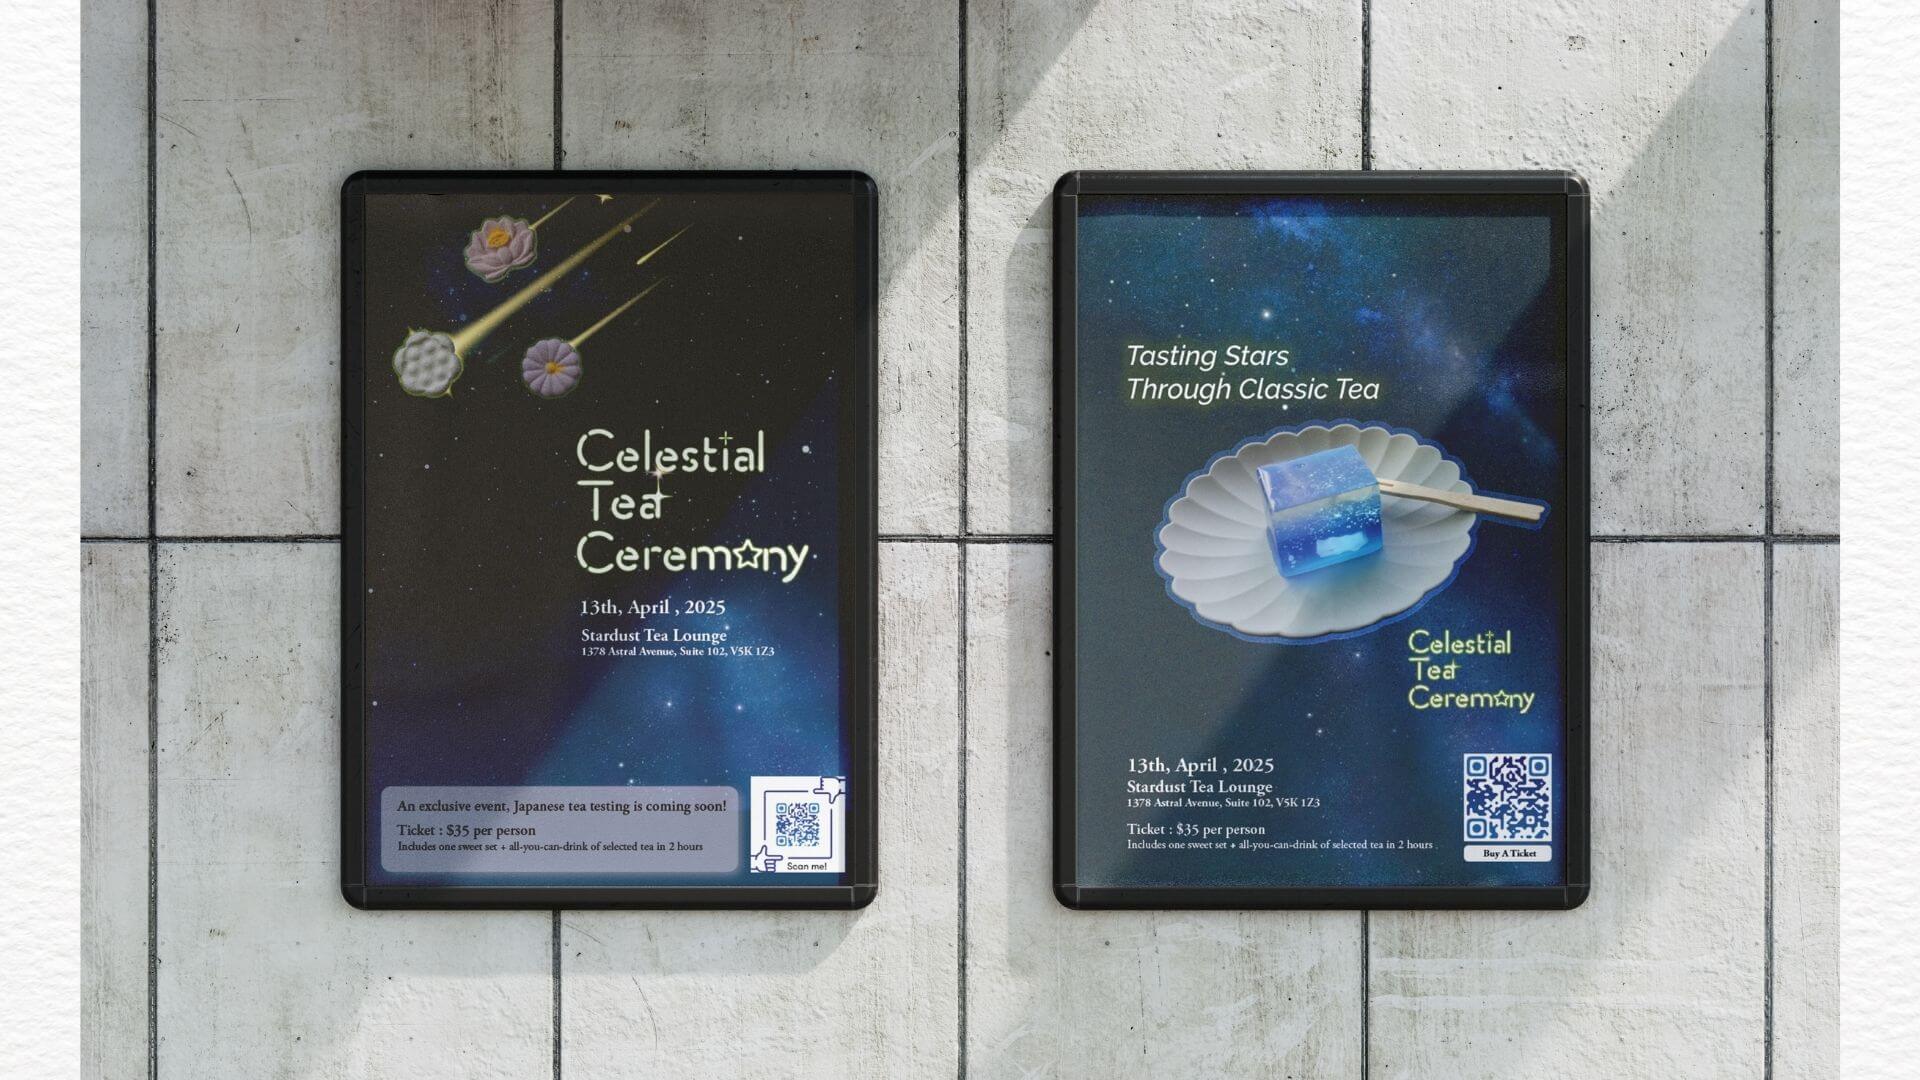 Celestial
Tea
Ceremony
13th, April , 2025
Stardust Tea Lounge
1378 Astral Avenue, Suite 102, V5K 1Z3
An exclusive event, Japanese tea testing is coming soon!
Ticket : $35 per person
Includes one sweet set + all-you-can-drink of selected tea in 2 hours
Scan me!
Tasting Stars
Through Classic Tea
Celestial
Tea
Ceremony
13th, April , 2025
Stardust Tea Lounge
1378 Astral Avenue, Suite 102, V5K 1Z3
Ticket : $35 per person
Includes one sweet set + all-you-can-drink of selected tea in 2 hours .
Buy A Ticket